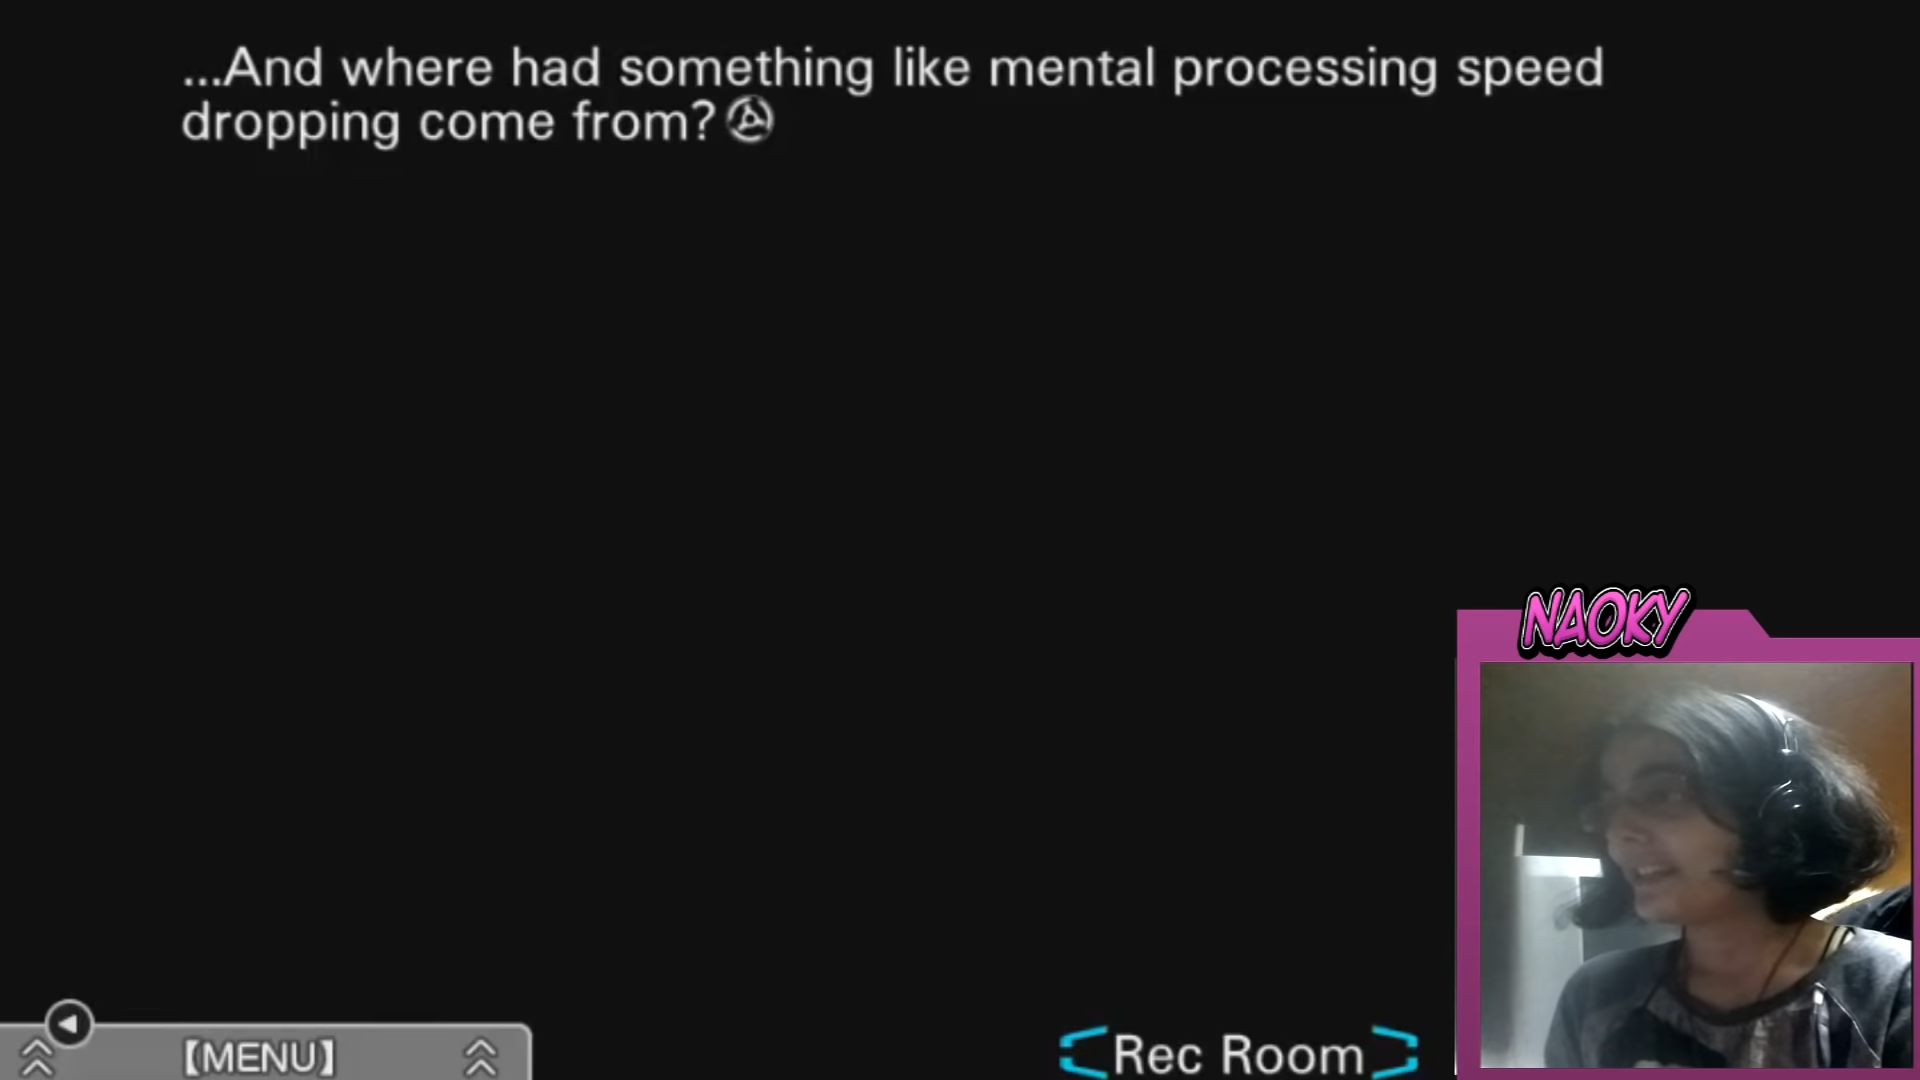 ...And where had something like mental processing speed
dropping come from?
NAOKY
【MENU】
Rec Room